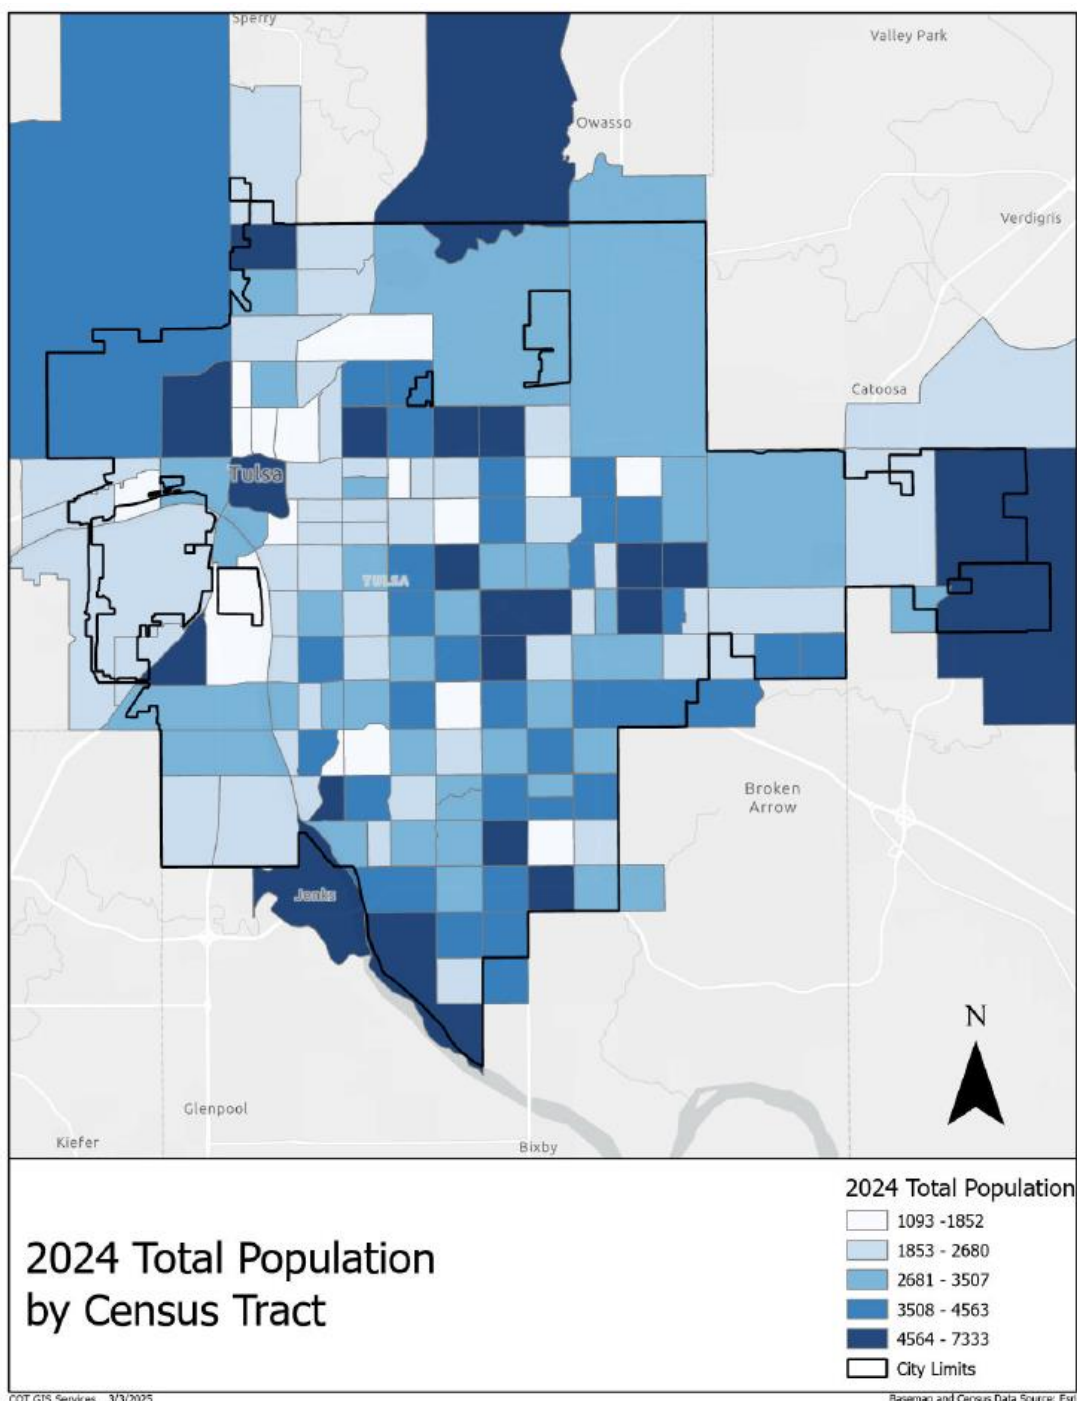 Sperry
Valley Park
Owasso
Verdigris
Catoosa
Tulsa
TULSA
Broken
Arrow
Jenks
N
Glenpool
Kiefer
Bixby
2024 Total Population
by Census Tract
2024 Total Population
1093 -1852
1853 - 2680
2681 - 3507
3508 - 4563
4564 - 7333
City Limits
COT GIS Services 3/3/2025
Basemap and Census Data Source: Esri